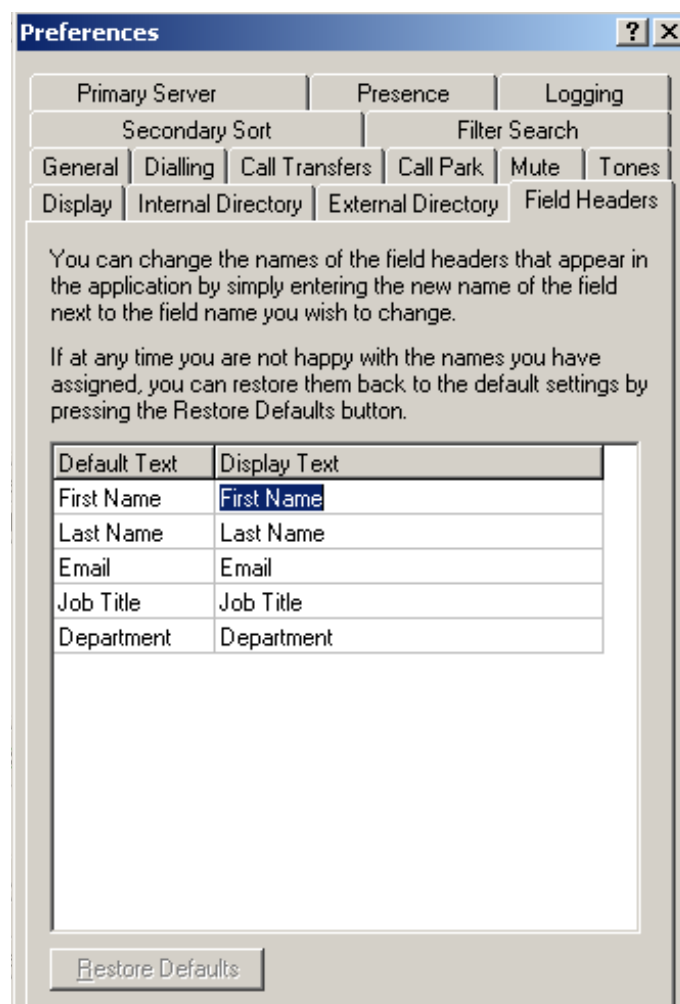 Preferences
Primary Server Presence Logging
Secondary Sort Filter Search
General Dialling Call Transfers Call Park Mute Tones
Display Internal Directory External Directory Field Headers
You can change the names of the field headers that appear in
the application by simply entering the new name of the field
next to the field name you wish to change.
If at any time you are not happy with the names you have
assigned, you can restore them back to the default settings by
pressing the Restore Defaults button.
Default Text Display Text
First Name First Name
Last Name Last Name
Email Email
Job Title Job Title
Department Department
Restore Defaults